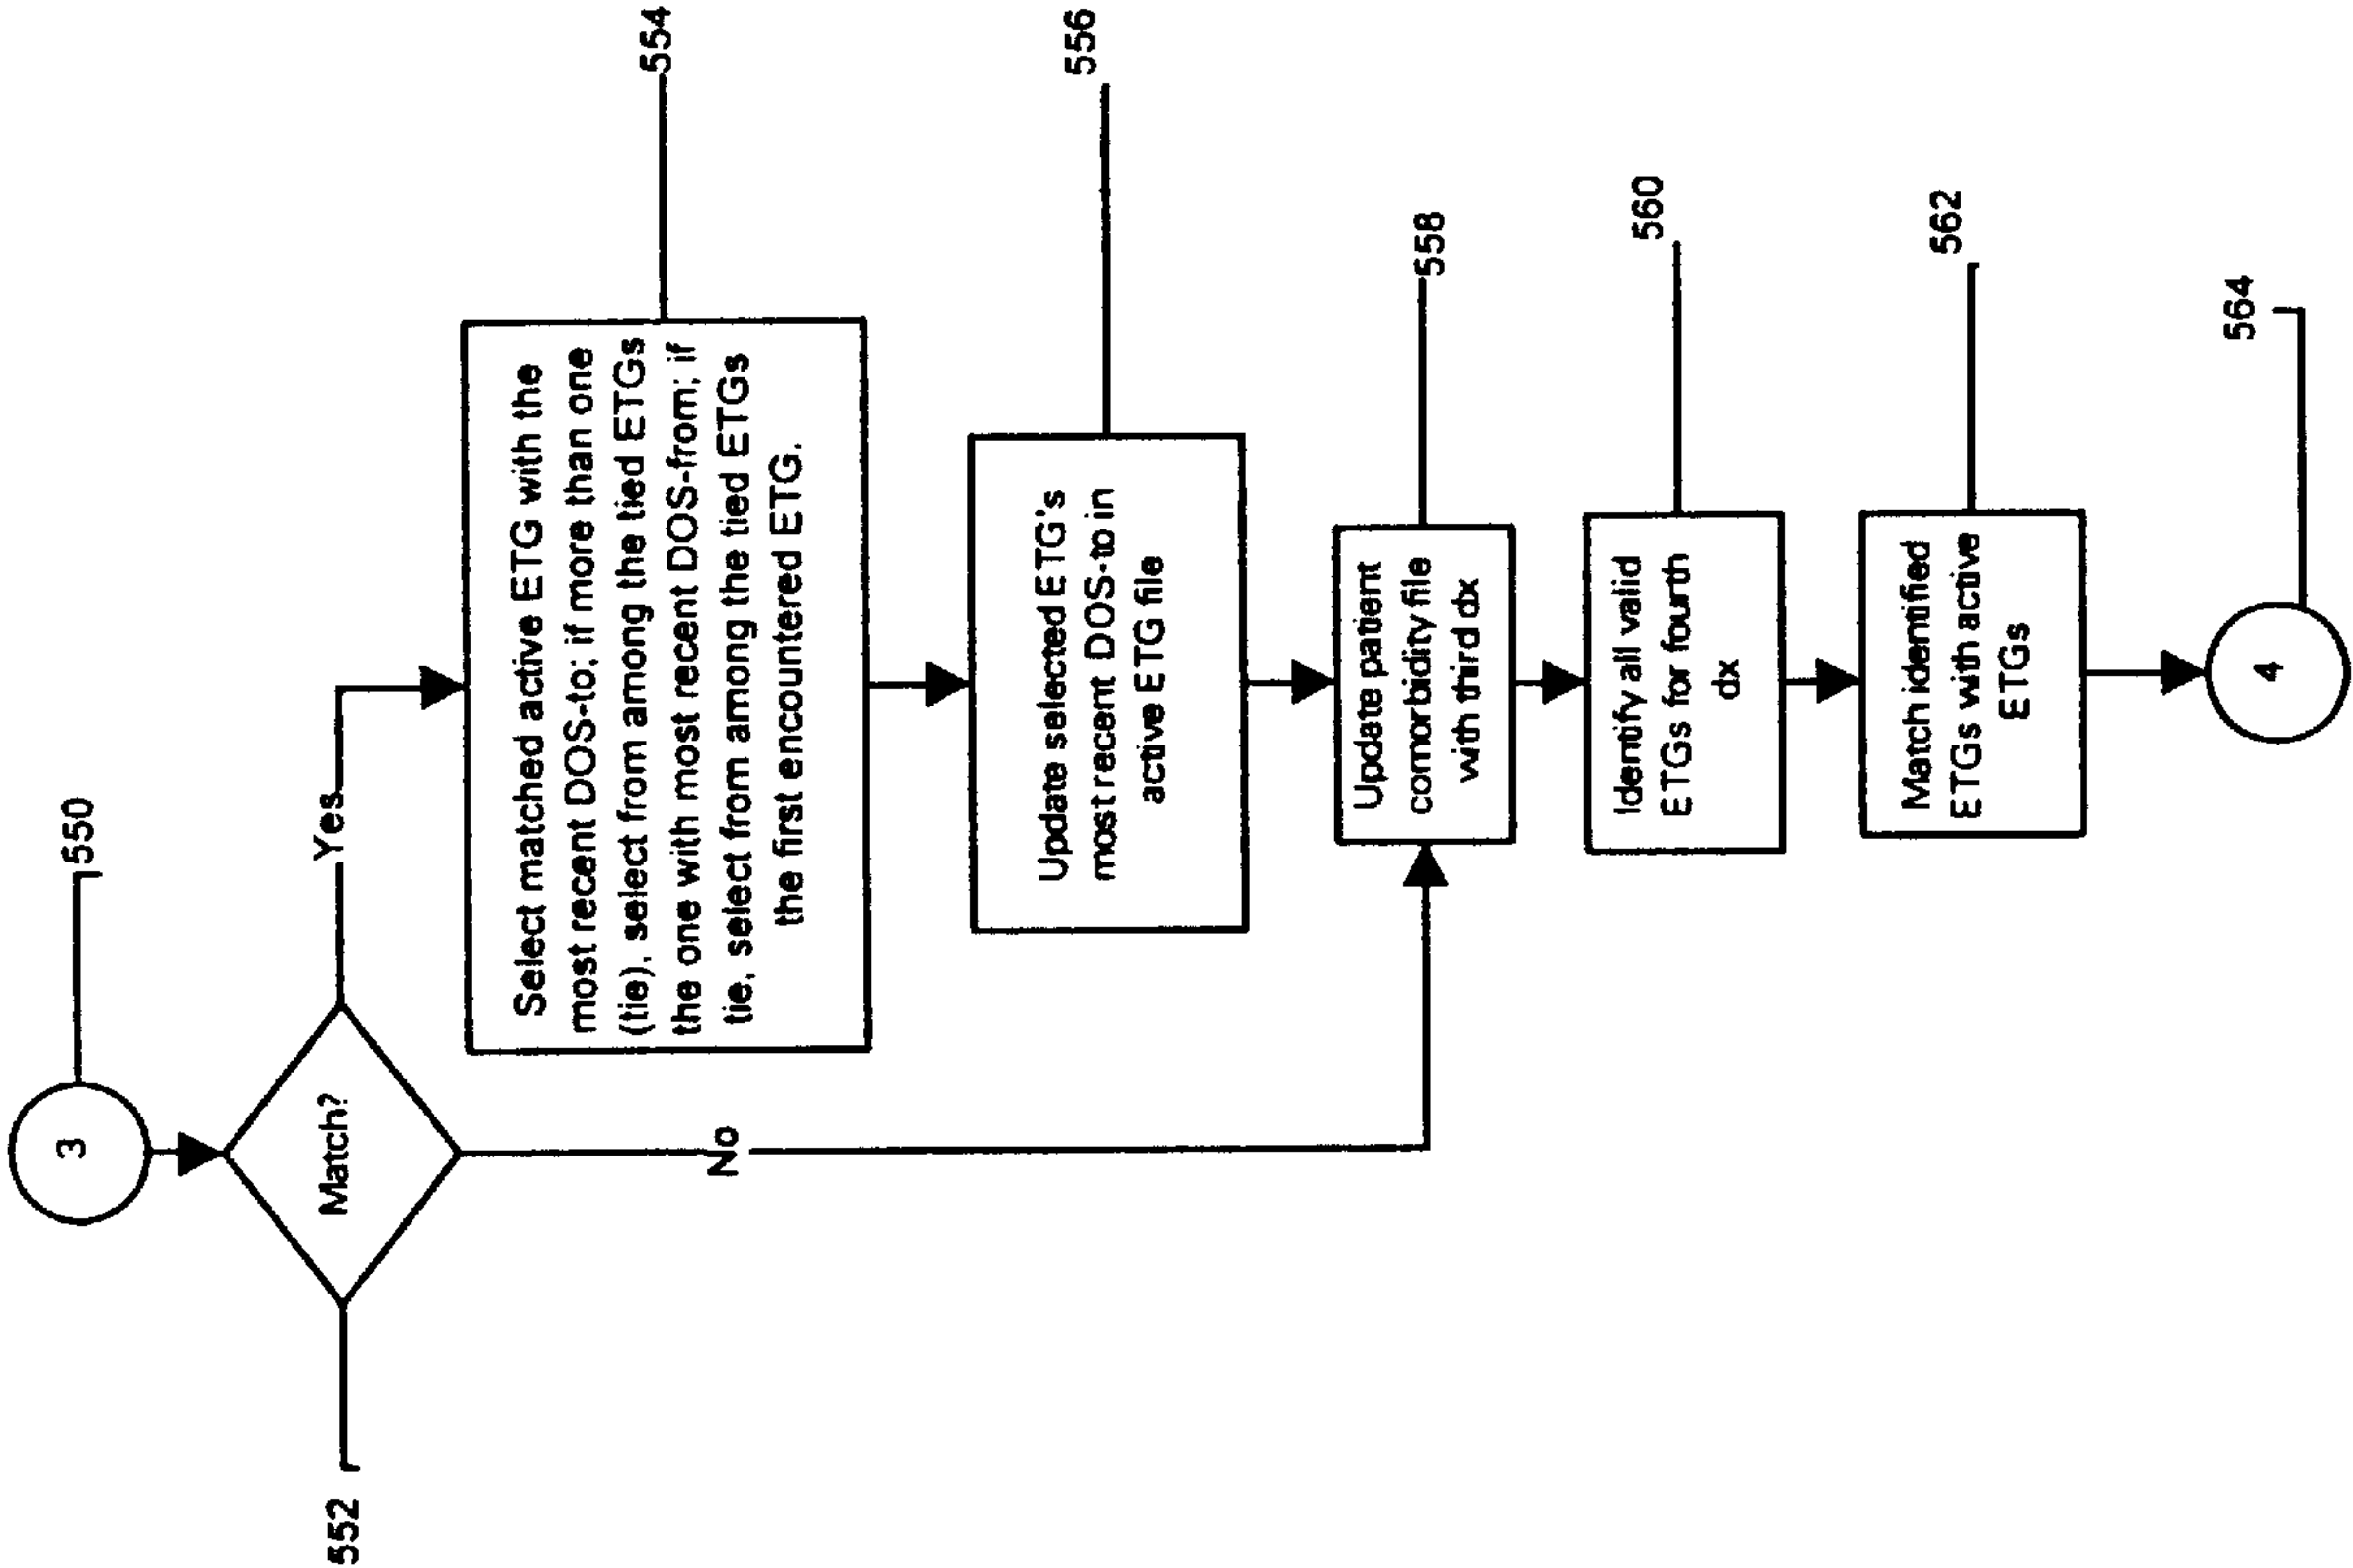 3
550
552
Match?
Yes
No
Select matched active ETG with the
most recent DOS-to; if more than one
(tie), select from among the tied ETGs
the one with most recent DOS-from; if
tie, select from among the tied ETGs
the first encountered ETG.
554
Update selected ETG's
most recent DOS-to in
active ETG file
556
Update patient
comorbidity file
with third dx
558
Identify all valid
ETGs for fourth
dx
560
Match identified
ETGs with active
ETGs
562
4
564